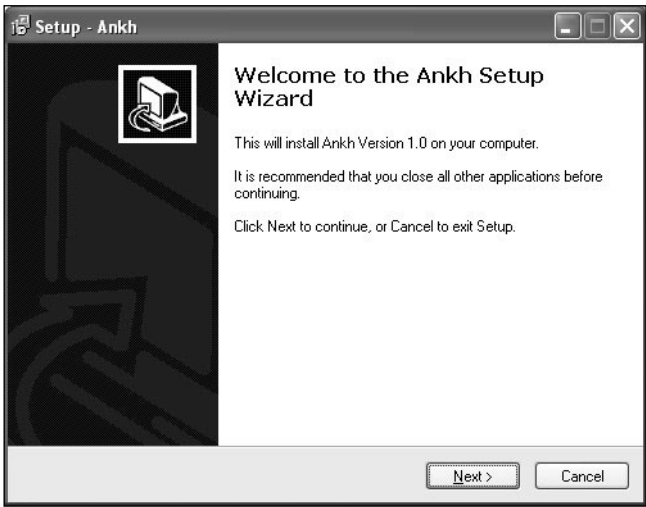 Setup - Ankh
Welcome to the Ankh Setup
Wizard
This will install Ankh Version 1.0 on your computer.
It is recommended that you close all other applications before
continuing.
Click Next to continue, or Cancel to exit Setup.
Next >
Cancel